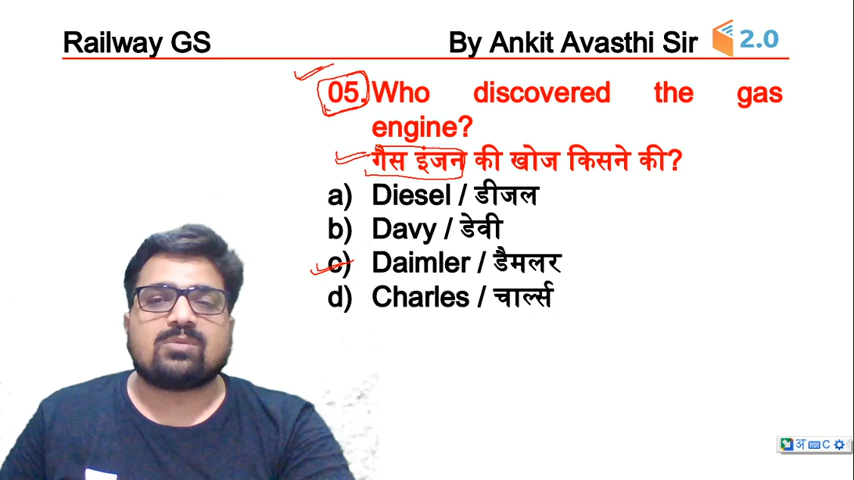 Railway GS By Ankit Avasthi Sir 2.0
05. Who discovered the gas
engine?
गैस इंजन की खोज किसने की?
a) Diesel / डीजल
b) Davy / डेवी
c) Daimler / डैमलर
d) Charles / चार्ल्स
अ C